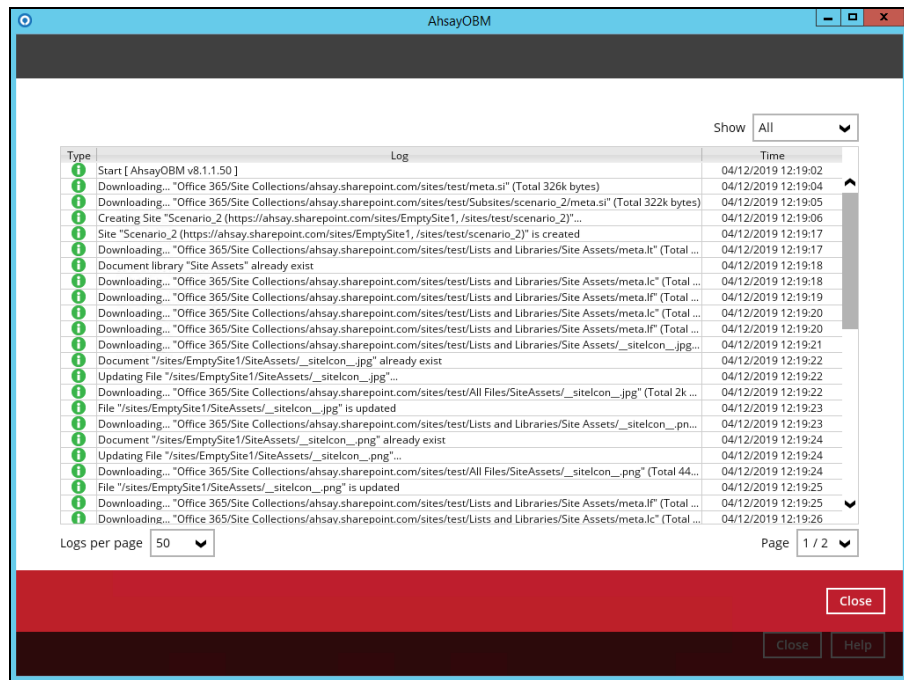 AhsayOBM
Show All
Type Log Time
Start [ AhsayOBM v8.1.1.50 ] 04/12/2019 12:19:02
Downloading... "Office 365/Site Collections/ahsay.sharepoint.com/sites/test/meta.si" (Total 326k bytes) 04/12/2019 12:19:04
Downloading... "Office 365/Site Collections/ahsay.sharepoint.com/sites/test/Subsites/scenario_2/meta.si" (Total 322k bytes) 04/12/2019 12:19:05
Creating Site "Scenario_2 (https://ahsay.sharepoint.com/sites/EmptySite1, /sites/test/scenario_2)"... 04/12/2019 12:19:06
Site "Scenario_2 (https://ahsay.sharepoint.com/sites/EmptySite1, /sites/test/scenario_2)" is created 04/12/2019 12:19:17
Downloading... "Office 365/Site Collections/ahsay.sharepoint.com/sites/test/Lists and Libraries/Site Assets/meta.lt" (Total ... 04/12/2019 12:19:17
Document library "Site Assets" already exist 04/12/2019 12:19:18
Downloading... "Office 365/Site Collections/ahsay.sharepoint.com/sites/test/Lists and Libraries/Site Assets/meta.lc" (Total ... 04/12/2019 12:19:18
Downloading... "Office 365/Site Collections/ahsay.sharepoint.com/sites/test/Lists and Libraries/Site Assets/meta.lf" (Total ... 04/12/2019 12:19:19
Downloading... "Office 365/Site Collections/ahsay.sharepoint.com/sites/test/Lists and Libraries/Site Assets/meta.lc" (Total ... 04/12/2019 12:19:20
Downloading... "Office 365/Site Collections/ahsay.sharepoint.com/sites/test/Lists and Libraries/Site Assets/meta.lf" (Total ... 04/12/2019 12:19:20
Downloading... "Office 365/Site Collections/ahsay.sharepoint.com/sites/test/Lists and Libraries/Site Assets/__siteIcon__.jpg... 04/12/2019 12:19:21
Document "/sites/EmptySite1/SiteAssets/__siteIcon__.jpg" already exist 04/12/2019 12:19:22
Updating File "/sites/EmptySite1/SiteAssets/__siteIcon__.jpg"... 04/12/2019 12:19:22
Downloading... "Office 365/Site Collections/ahsay.sharepoint.com/sites/test/All Files/SiteAssets/__siteIcon__.jpg" (Total 2k ... 04/12/2019 12:19:22
File "/sites/EmptySite1/SiteAssets/__siteIcon__.jpg" is updated 04/12/2019 12:19:23
Downloading... "Office 365/Site Collections/ahsay.sharepoint.com/sites/test/Lists and Libraries/Site Assets/__siteIcon__.pn... 04/12/2019 12:19:23
Document "/sites/EmptySite1/SiteAssets/__siteIcon__.png" already exist 04/12/2019 12:19:24
Updating File "/sites/EmptySite1/SiteAssets/__siteIcon__.png"... 04/12/2019 12:19:24
Downloading... "Office 365/Site Collections/ahsay.sharepoint.com/sites/test/All Files/SiteAssets/__siteIcon__.png" (Total 44... 04/12/2019 12:19:24
File "/sites/EmptySite1/SiteAssets/__siteIcon__.png" is updated 04/12/2019 12:19:25
Downloading... "Office 365/Site Collections/ahsay.sharepoint.com/sites/test/Lists and Libraries/Site Assets/meta.lf" (Total ... 04/12/2019 12:19:25
Downloading... "Office 365/Site Collections/ahsay.sharepoint.com/sites/test/Lists and Libraries/Site Assets/meta.lc" (Total ... 04/12/2019 12:19:26
Logs per page 50 Page 1 / 2
Close
Close Help